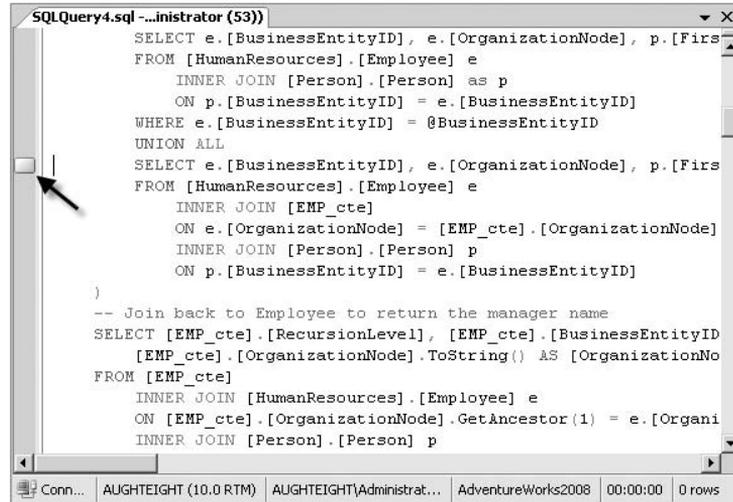 SQLQuery4.sql -...inistrator (53))
SELECT e.[BusinessEntityID], e.[OrganizationNode], p.[Firs
FROM [HumanResources].[Employee] e
INNER JOIN [Person].[Person] as p
ON p.[BusinessEntityID] = e.[BusinessEntityID]
WHERE e.[BusinessEntityID] = @BusinessEntityID
UNION ALL
SELECT e.[BusinessEntityID], e.[OrganizationNode], p.[Firs
FROM [HumanResources].[Employee] e
INNER JOIN [EMP_cte]
ON e.[OrganizationNode] = [EMP_cte].[OrganizationNode]
INNER JOIN [Person].[Person] p
ON p.[BusinessEntityID] = e.[BusinessEntityID]
)
-- Join back to Employee to return the manager name
SELECT [EMP_cte].[RecursionLevel], [EMP_cte].[BusinessEntityID
[EMP_cte].[OrganizationNode].ToString() AS [OrganizationNo
FROM [EMP_cte]
INNER JOIN [HumanResources].[Employee] e
ON [EMP_cte].[OrganizationNode].GetAncestor(1) = e.[Organi
INNER JOIN [Person].[Person] p
Conn... AUGHTEIGHT (10.0 RTM) AUGHTEIGHT\Administrat... AdventureWorks2008 00:00:00 0 rows